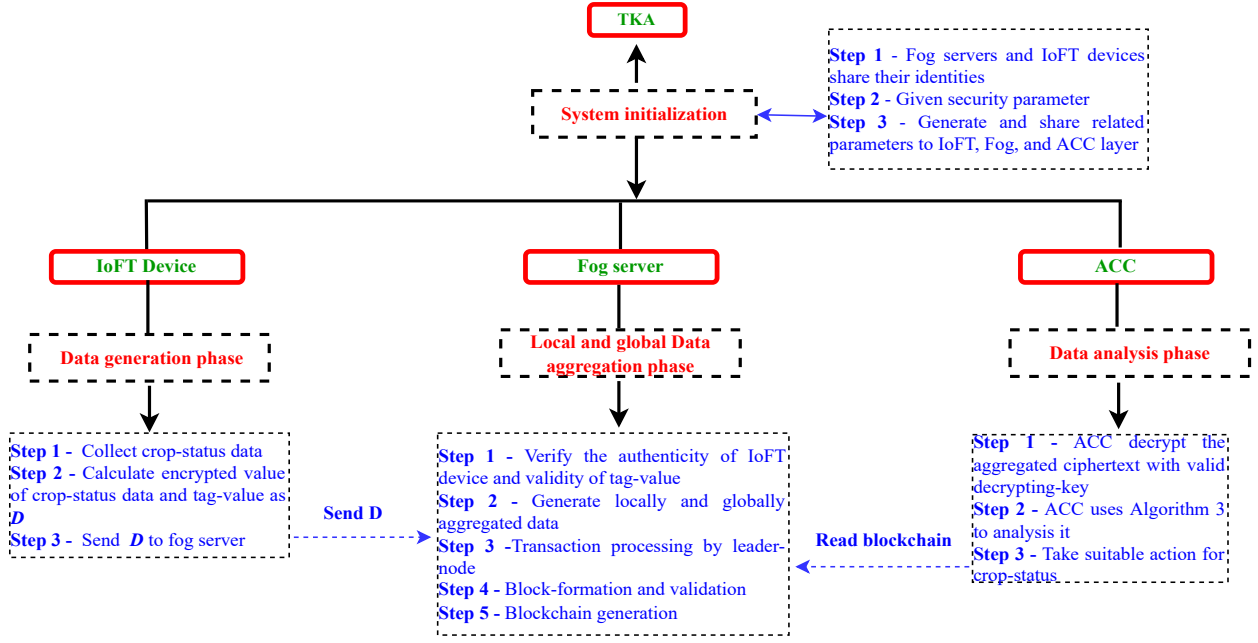 TKA
System initialization
Step 1 - Fog servers and IoFT devices
share their identities
Step 2 - Given security parameter
Step 3 - Generate and share related
parameters to IoFT, Fog, and ACC layer
IoFT Device
Fog server
ACC
Data generation phase
Local and global Data
aggregation phase
Data analysis phase
Step 1 - Collect crop-status data
Step 2 - Calculate encrypted value
of crop-status data and tag-value as
D
Step 3 - Send D to fog server
Send D
Step 1 - Verify the authenticity of IoFT
device and validity of tag-value
Step 2 - Generate locally and globally
aggregated data
Step 3 -Transaction processing by leader-
node
Step 4 - Block-formation and validation
Step 5 - Blockchain generation
Read blockchain
Step 1 - ACC decrypt the
aggregated ciphertext with valid
decrypting-key
Step 2 - ACC uses Algorithm 3
to analysis it
Step 3 - Take suitable action for
crop-status